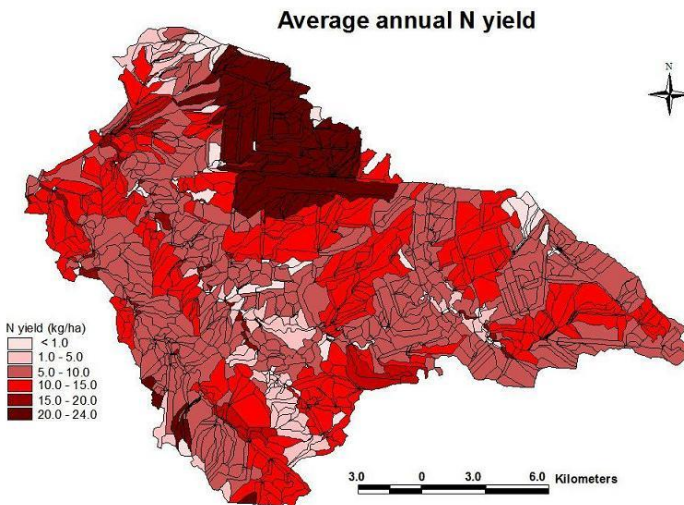 Average annual N yield
N
N yield (kg/ha)
< 1.0
1.0 - 5.0
5.0 - 10.0
10.0 - 15.0
15.0 - 20.0
20.0 - 24.0
3.0 0 3.0 6.0 Kilometers